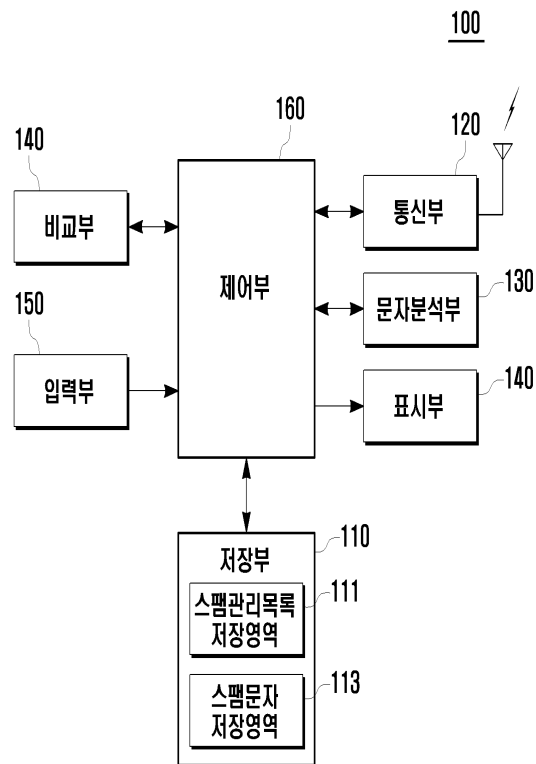 100
160
140
비교부
120
통신부
제어부
130
문자분석부
150
입력부
140
표시부
110
저장부
스팸관리목록
저장영역
111
스팸문자
저장영역
113